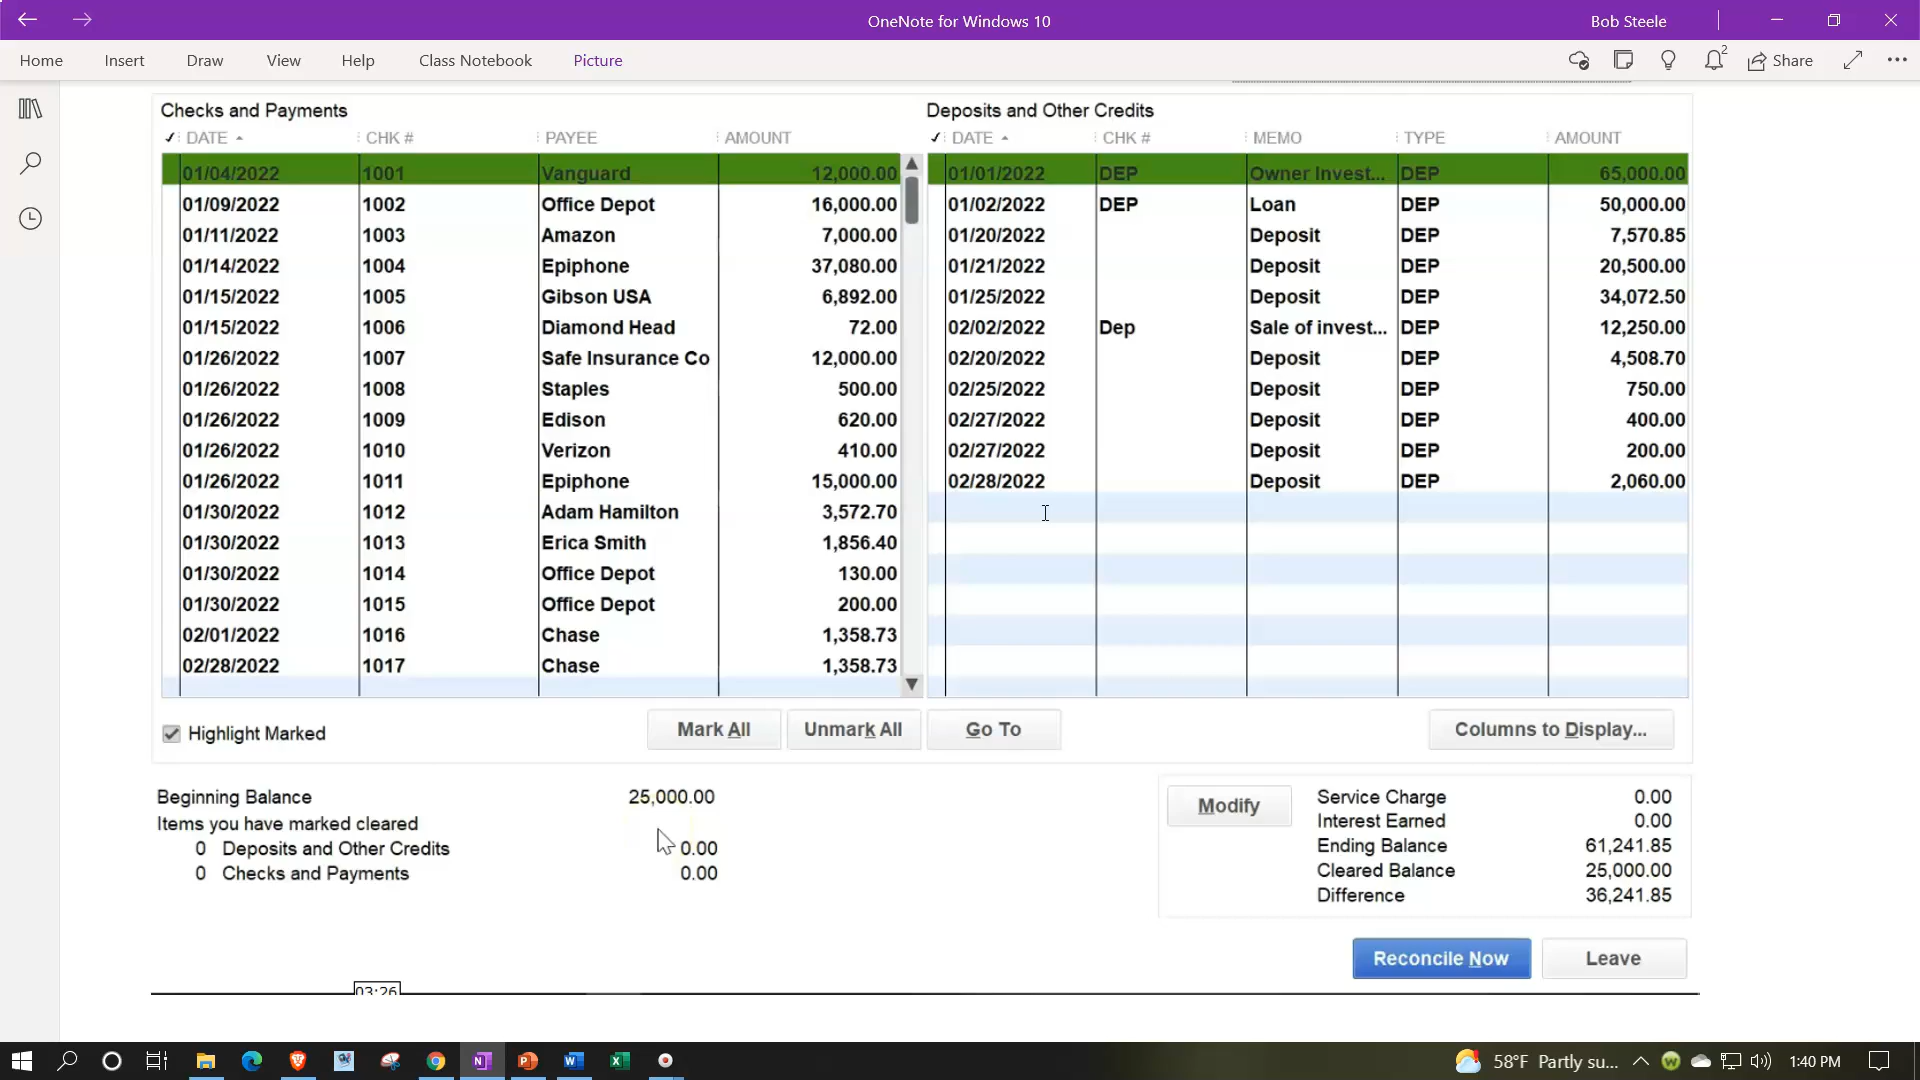 OneNote for Windows 10
Bob Steele
Home Insert Draw View Help Class Notebook Picture
2 Share
Checks and Payments
✓ DATE CHK # PAYEE AMOUNT
01/04/2022 1001 Vanguard 12,000.00
01/09/2022 1002 Office Depot 16,000.00
01/11/2022 1003 Amazon 7,000.00
01/14/2022 1004 Epiphone 37,080.00
01/15/2022 1005 Gibson USA 6,892.00
01/15/2022 1006 Diamond Head 72.00
01/26/2022 1007 Safe Insurance Co 12,000.00
01/26/2022 1008 Staples 500.00
01/26/2022 1009 Edison 620.00
01/26/2022 1010 Verizon 410.00
01/26/2022 1011 Epiphone 15,000.00
01/30/2022 1012 Adam Hamilton 3,572.70
01/30/2022 1013 Erica Smith 1,856.40
01/30/2022 1014 Office Depot 130.00
01/30/2022 1015 Office Depot 200.00
02/01/2022 1016 Chase 1,358.73
02/28/2022 1017 Chase 1,358.73
Deposits and Other Credits
✓ DATE CHK # MEMO TYPE AMOUNT
01/01/2022 DEP Owner Invest... DEP 65,000.00
01/02/2022 DEP Loan DEP 50,000.00
01/20/2022 Deposit DEP 7,570.85
01/21/2022 Deposit DEP 20,500.00
01/25/2022 Deposit DEP 34,072.50
02/02/2022 Dep Sale of invest... DEP 12,250.00
02/20/2022 Deposit DEP 4,508.70
02/25/2022 Deposit DEP 750.00
02/27/2022 Deposit DEP 400.00
02/27/2022 Deposit DEP 200.00
02/28/2022 Deposit DEP 2,060.00
Highlight Marked Mark All Unmark All Go To Columns to Display...
Beginning Balance 25,000.00
Items you have marked cleared
0 Deposits and Other Credits 0.00
0 Checks and Payments 0.00
Modify
Service Charge 0.00
Interest Earned 0.00
Ending Balance 61,241.85
Cleared Balance 25,000.00
Difference 36,241.85
Reconcile Now Leave
03:26
58°F Partly su... 1:40 PM